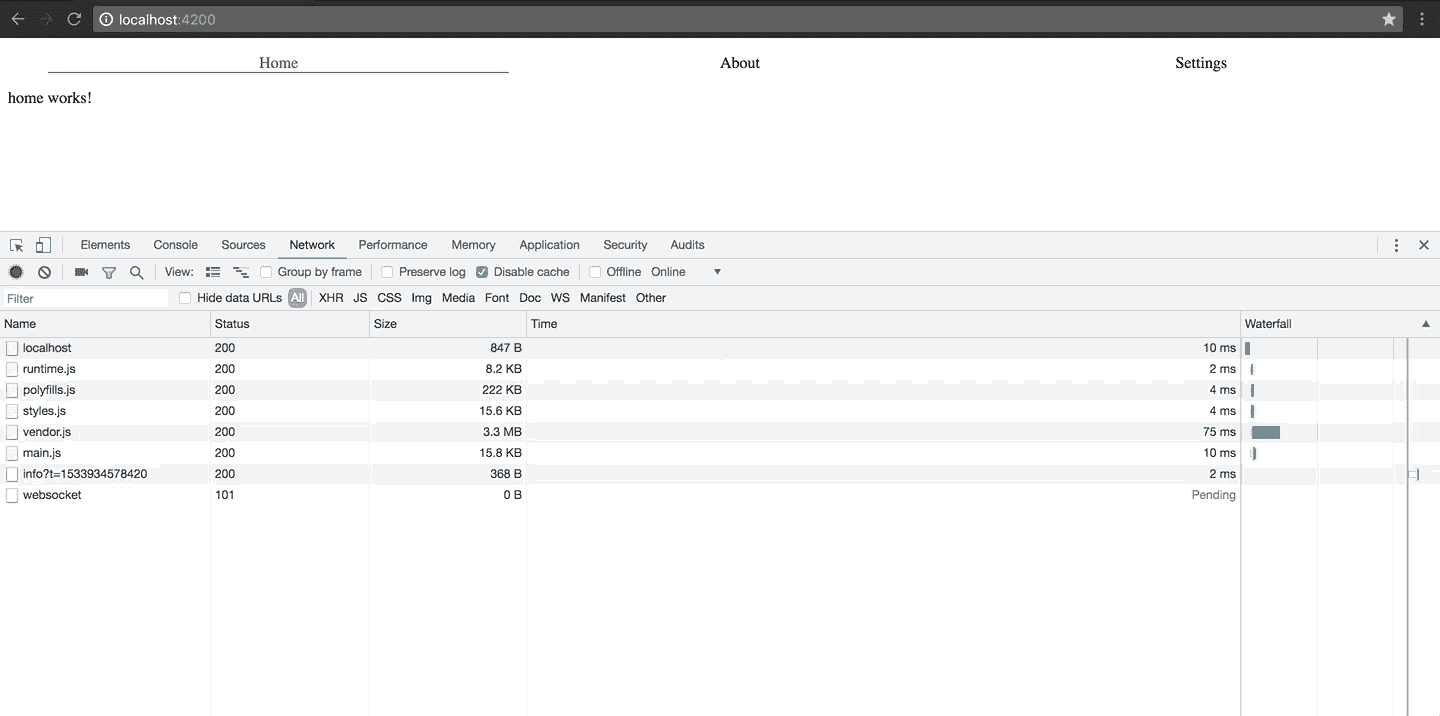 localhost:4200
Home About Settings
home works!
Elements Console Sources Network Performance Memory Application Security Audits
View: Group by frame Preserve log Disable cache Offline Online
Filter Hide data URLs All XHR JS CSS Img Media Font Doc WS Manifest Other
Name Status Size Time Waterfall
localhost 200 847 B 10 ms
runtime.js 200 8.2 KB 2 ms
polyfills.js 200 222 KB 4 ms
styles.js 200 15.6 KB 4 ms
vendor.js 200 3.3 MB 75 ms
main.js 200 15.8 KB 10 ms
info?t=1533934578420 200 368 B 2 ms
websocket 101 0 B Pending